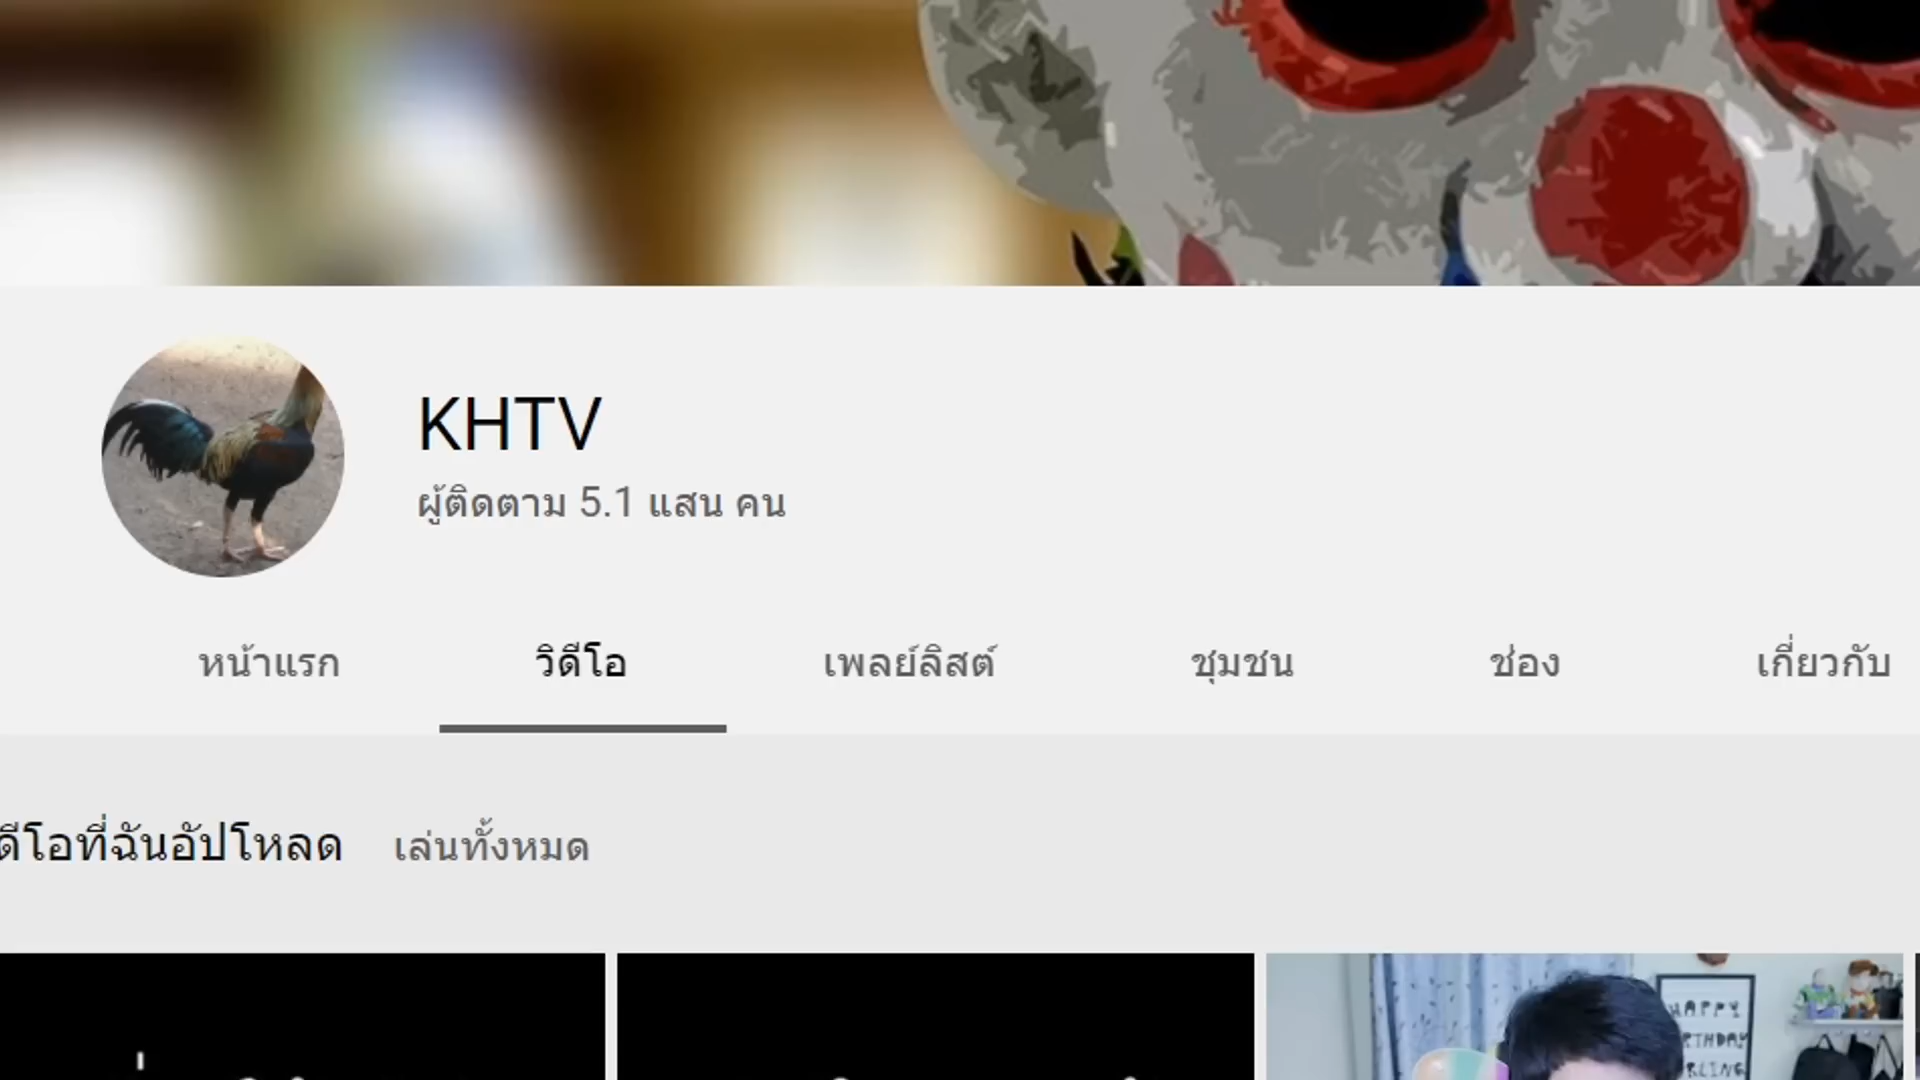 KHTV
ผู้ติดตาม 5.1 แสน คน
หน้าแรก วิดีโอ เพลย์ลิสต์ ชุมชน ช่อง เกี่ยวกับ
ดีโอที่ฉันอัปโหลด เล่นทั้งหมด
HAPPY